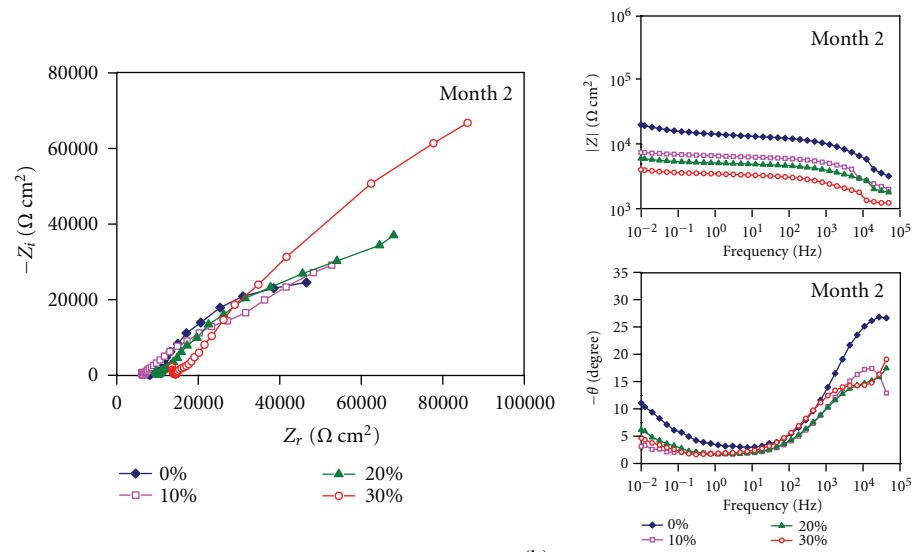 80000
60000
40000
20000
0
−Zᵢ (Ω cm²)
Month 2
0 20000 40000 60000 80000 100000
Zᵣ (Ω cm²)
0% 20%
10% 30%
10⁶
10⁵
10⁴
10³
|Z| (Ω cm²)
Month 2
10⁻² 10⁻¹ 10⁰ 10¹ 10² 10³ 10⁴ 10⁵
Frequency (Hz)
35
30
25
20
15
10
5
0
−θ (degree)
Month 2
10⁻² 10⁻¹ 10⁰ 10¹ 10² 10³ 10⁴ 10⁵
Frequency (Hz)
0% 20%
10% 30%